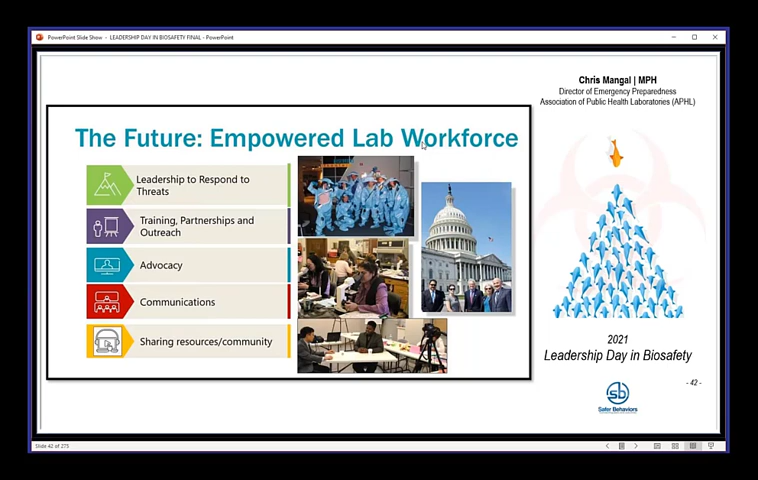 PowerPoint Slide Show - LEADERSHIP DAY IN BIOSAFETY FINAL - PowerPoint
Chris Mangal | MPH
Director of Emergency Preparedness
Association of Public Health Laboratories (APHL)
The Future: Empowered Lab Workforce
Leadership to Respond to
Threats
Training, Partnerships and
Outreach
Advocacy
Communications
Sharing resources/community
2021
Leadership Day in Biosafety
- 42 -
sb
Safer Behaviors
Slide 42 of 275